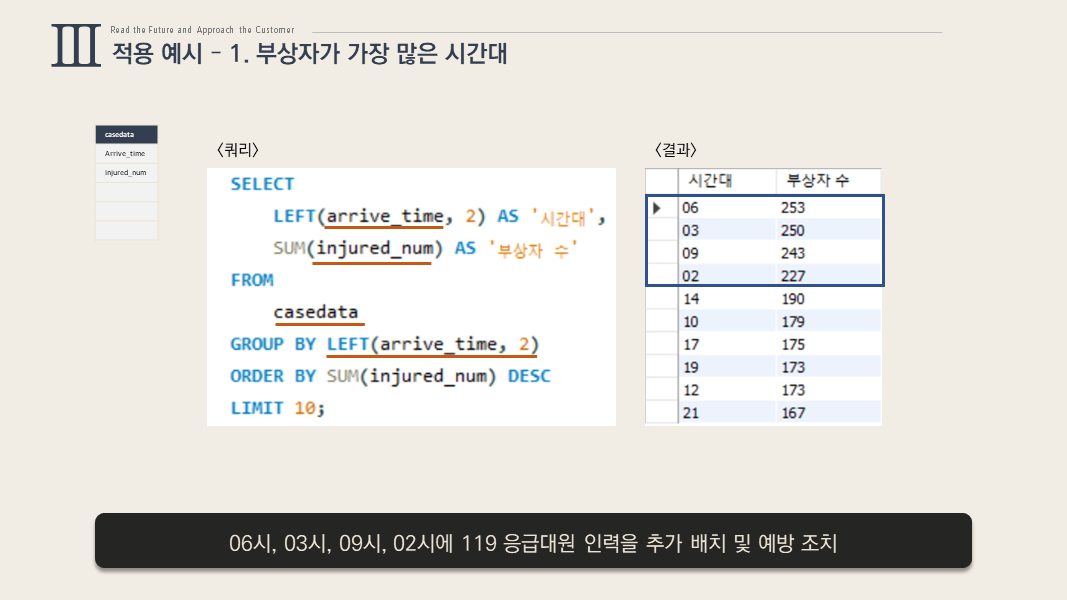 III
Read the Future and Approach the Customer
적용 예시 - 1. 부상자가 가장 많은 시간대
casedata
Arrive_time
injured_num
〈쿼리〉
SELECT
LEFT(arrive_time, 2) AS '시간대',
SUM(injured_num) AS '부상자 수'
FROM
casedata
GROUP BY LEFT(arrive_time, 2)
ORDER BY SUM(injured_num) DESC
LIMIT 10;
〈결과〉
시간대 부상자 수
06 253
03 250
09 243
02 227
14 190
10 179
17 175
19 173
12 173
21 167
06시, 03시, 09시, 02시에 119 응급대원 인력을 추가 배치 및 예방 조치